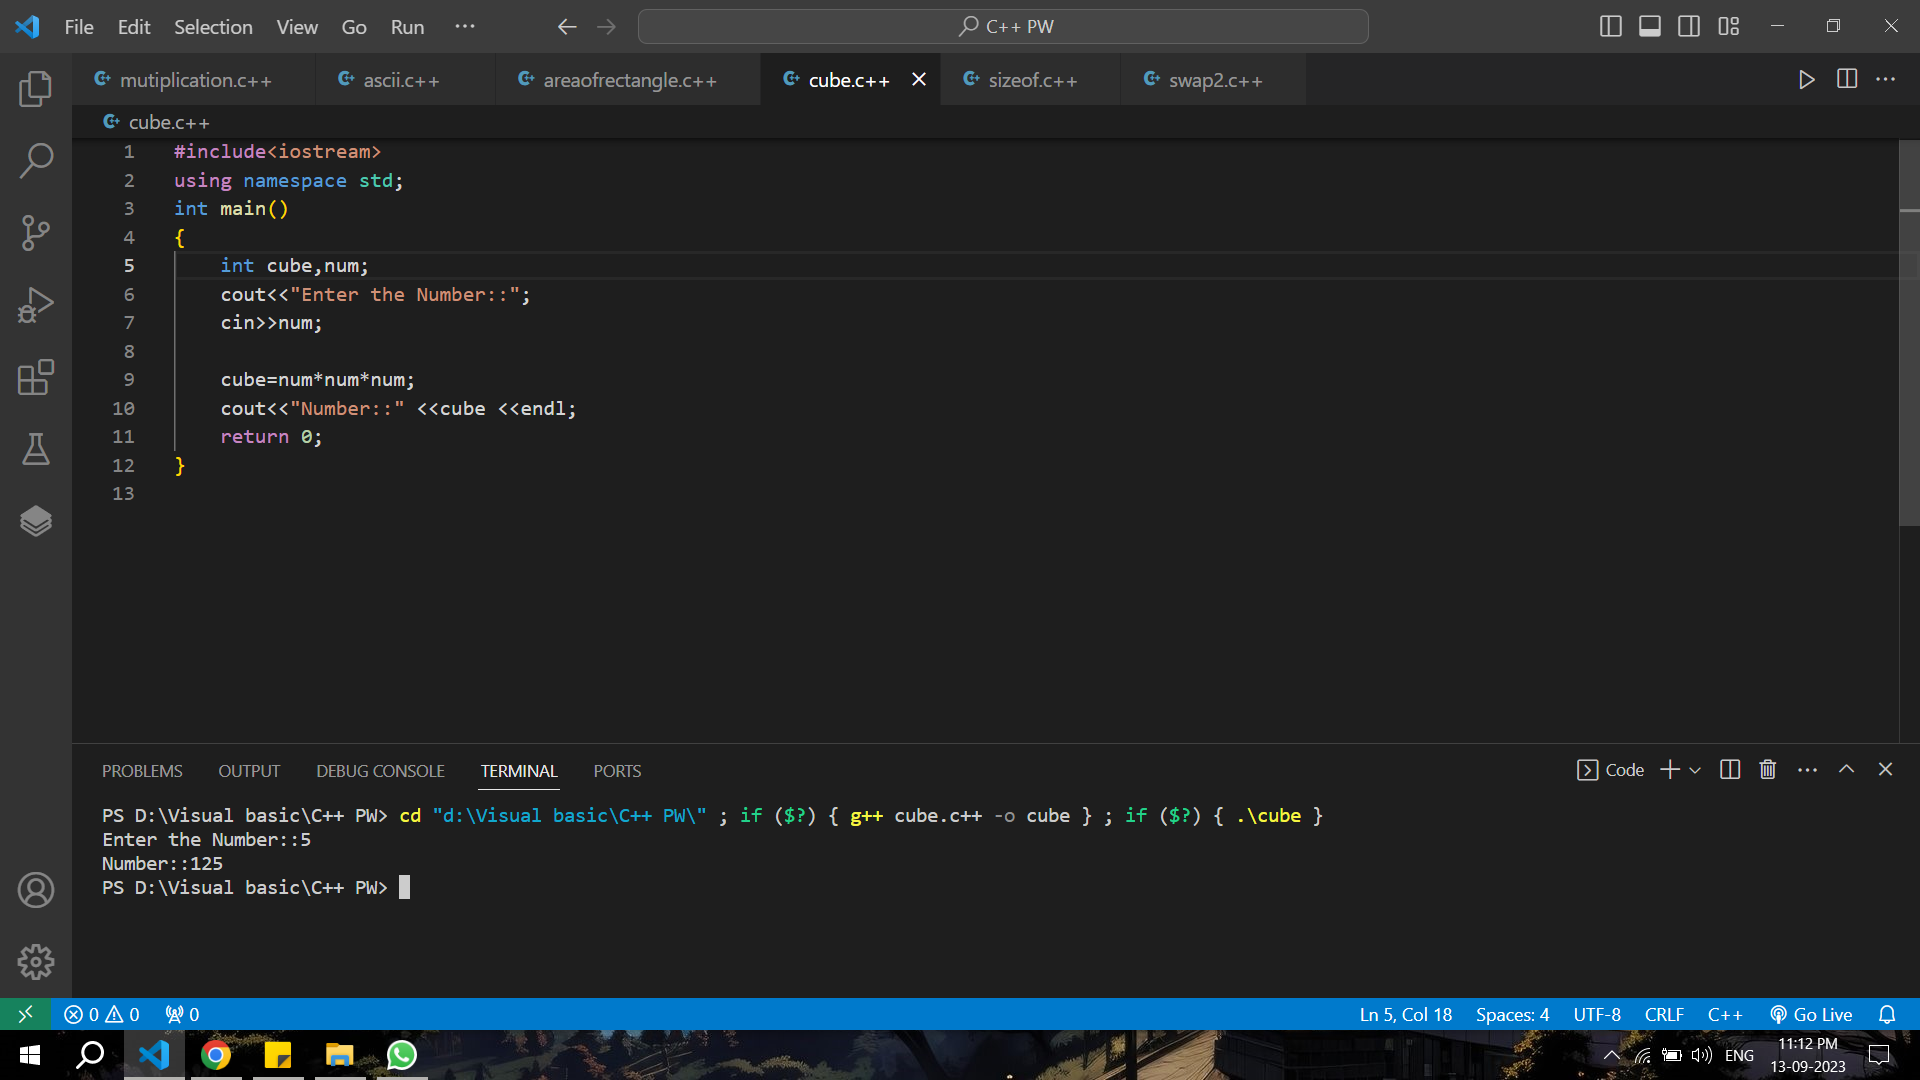 File Edit Selection View Go Run ···
C++ PW
mutiplication.c++ ascii.c++ areaofrectangle.c++ cube.c++ sizeof.c++ swap2.c++
cube.c++
1 #include<iostream>
2 using namespace std;
3 int main()
4 {
5 int cube,num;
6 cout<<"Enter the Number::";
7 cin>>num;
8
9 cube=num*num*num;
10 cout<<"Number::" <<cube <<endl;
11 return 0;
12 }
13
PROBLEMS OUTPUT DEBUG CONSOLE TERMINAL PORTS Code
PS D:\Visual basic\C++ PW> cd "d:\Visual basic\C++ PW\" ; if ($?) { g++ cube.c++ -o cube } ; if ($?) { .\cube }
Enter the Number::5
Number::125
PS D:\Visual basic\C++ PW>
0 0 0 Ln 5, Col 18 Spaces: 4 UTF-8 CRLF C++ Go Live
ENG 11:12 PM
13-09-2023